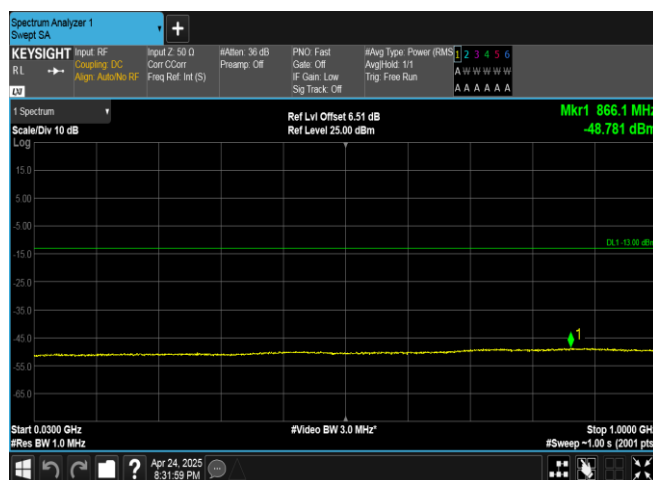 Spectrum Analyzer 1
Swept SA
+
KEYSIGHT
RL
LXI
Input: RF
Coupling: DC
Align: Auto/No RF
Input Z: 50 Ω
Corr CCorr
Freq Ref: Int (S)
#Atten: 36 dB
Preamp: Off
PNO: Fast
Gate: Off
IF Gain: Low
Sig Track: Off
#Avg Type: Power (RMS
Avg|Hold: 1/1
Trig: Free Run
1 2 3 4 5 6
A W W W W W
A A A A A A
1 Spectrum
Scale/Div 10 dB
Log
Ref Lvl Offset 6.51 dB
Ref Level 25.00 dBm
Mkr1 866.1 MHz
-48.781 dBm
15.0
5.00
-5.00
-15.0
DL1 -13.00 dBm
-25.0
-35.0
-45.0
1
-55.0
-65.0
Start 0.0300 GHz
#Res BW 1.0 MHz
#Video BW 3.0 MHz*
Stop 1.0000 GHz
#Sweep ~1.00 s (2001 pts
?
Apr 24, 2025
8:31:59 PM